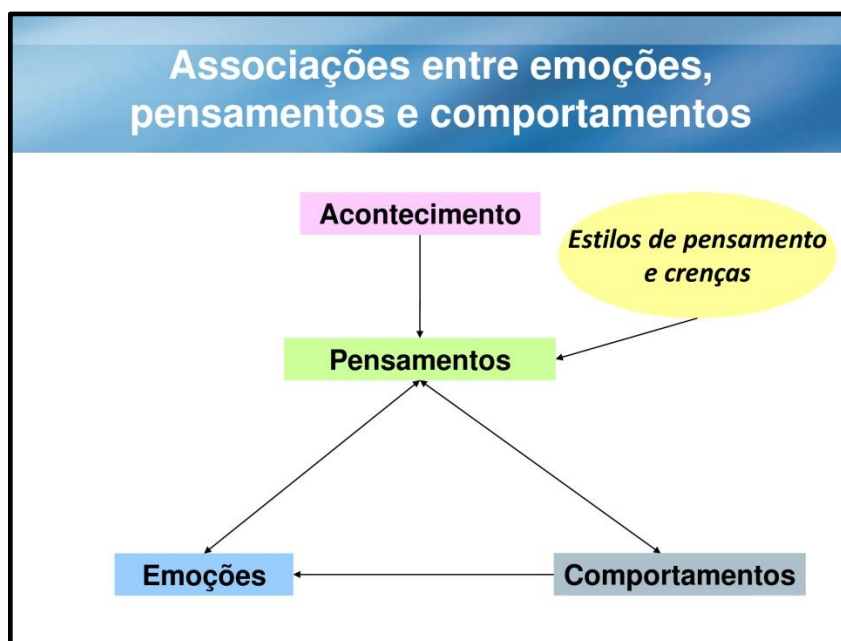 Associações entre emoções,
pensamentos e comportamentos
Acontecimento
Estilos de pensamento
e crenças
Pensamentos
Emoções
Comportamentos